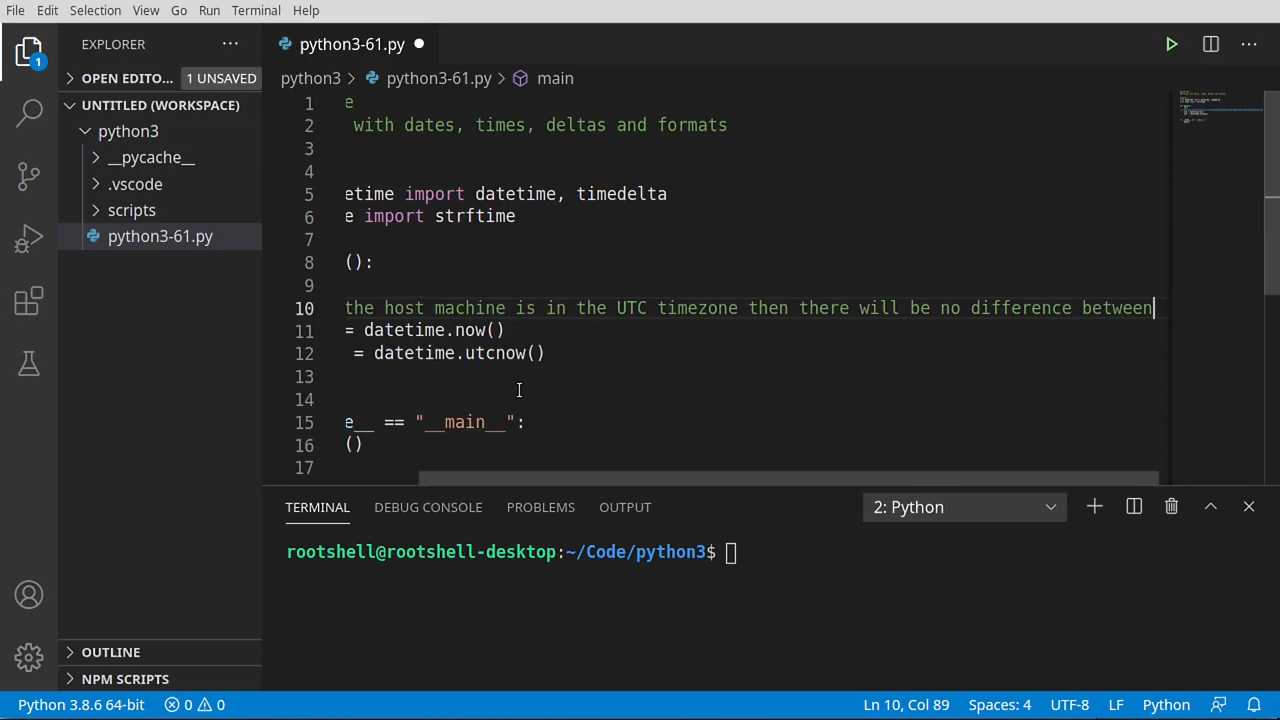 File Edit Selection View Go Run Terminal Help
EXPLORER
python3-61.py
1
OPEN EDITO... 1 UNSAVED
python3 > python3-61.py > main
UNTITLED (WORKSPACE)
python3
__pycache__
.vscode
scripts
python3-61.py
1 e
2 with dates, times, deltas and formats
3
4
5 etime import datetime, timedelta
6 e import strftime
7
8 ():
9
10 the host machine is in the UTC timezone then there will be no difference between
11 = datetime.now()
12 = datetime.utcnow()
13
14
15 e__ == "__main__":
16 ()
17
TERMINAL DEBUG CONSOLE PROBLEMS OUTPUT 2: Python
rootshell@rootshell-desktop:~/Code/python3$
OUTLINE
NPM SCRIPTS
Python 3.8.6 64-bit 0 0 Ln 10, Col 89 Spaces: 4 UTF-8 LF Python